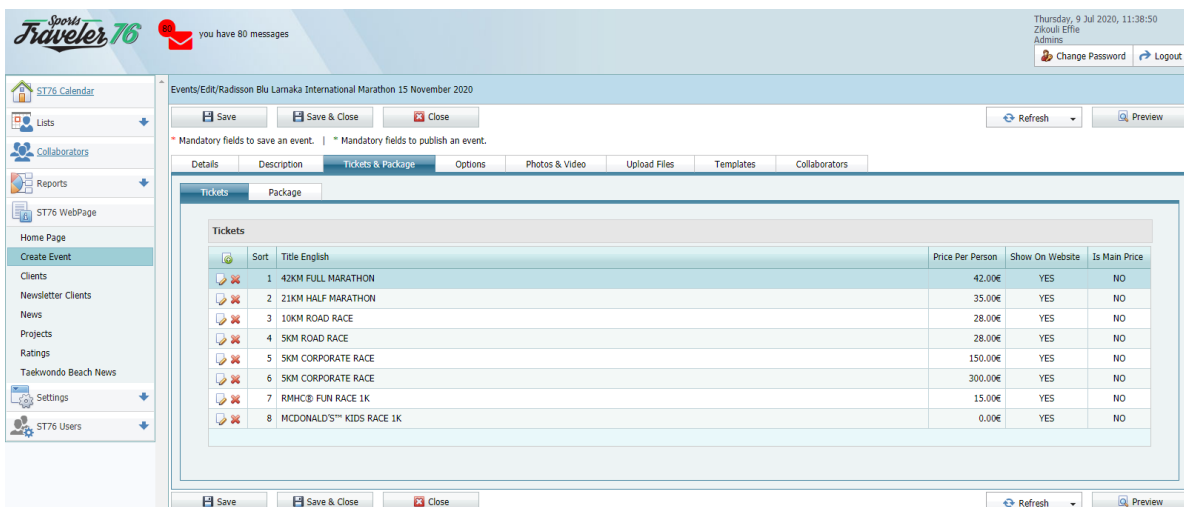 Sports
Traveler 76
80
you have 80 messages
Thursday, 9 Jul 2020, 11:38:50
Zikouli Effie
Admins
Change Password
Logout
ST76 Calendar
Lists
Collaborators
Reports
ST76 WebPage
Home Page
Create Event
Clients
Newsletter Clients
News
Projects
Ratings
Taekwondo Beach News
Settings
ST76 Users
Events/Edit/Radisson Blu Larnaka International Marathon 15 November 2020
Save Save & Close Close Refresh Preview
* Mandatory fields to save an event. | * Mandatory fields to publish an event.
Details Description Tickets & Package Options Photos & Video Upload Files Templates Collaborators
Tickets Package
Tickets
Sort Title English Price Per Person Show On Website Is Main Price
1 42KM FULL MARATHON 42.00€ YES NO
2 21KM HALF MARATHON 35.00€ YES NO
3 10KM ROAD RACE 28.00€ YES NO
4 5KM ROAD RACE 28.00€ YES NO
5 5KM CORPORATE RACE 150.00€ YES NO
6 5KM CORPORATE RACE 300.00€ YES NO
7 RMHC® FUN RACE 1K 15.00€ YES NO
8 MCDONALD'S™ KIDS RACE 1K 0.00€ YES NO
Save Save & Close Close Refresh Preview